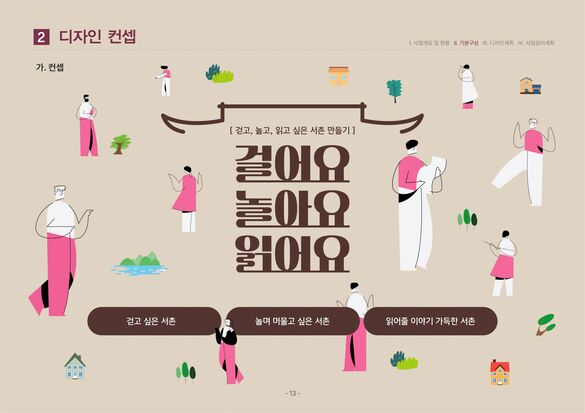 2 디자인 컨셉
Ⅰ. 사업개요 및 현황 Ⅱ. 기본구상 Ⅲ. 디자인계획 Ⅳ. 사업관리계획
가. 컨셉
[ 걷고, 놀고, 읽고 싶은 서촌 만들기 ]
걸어요
놀아요
읽어요
걷고 싶은 서촌
놀며 머물고 싶은 서촌
읽어줄 이야기 가득한 서촌
- 13 -